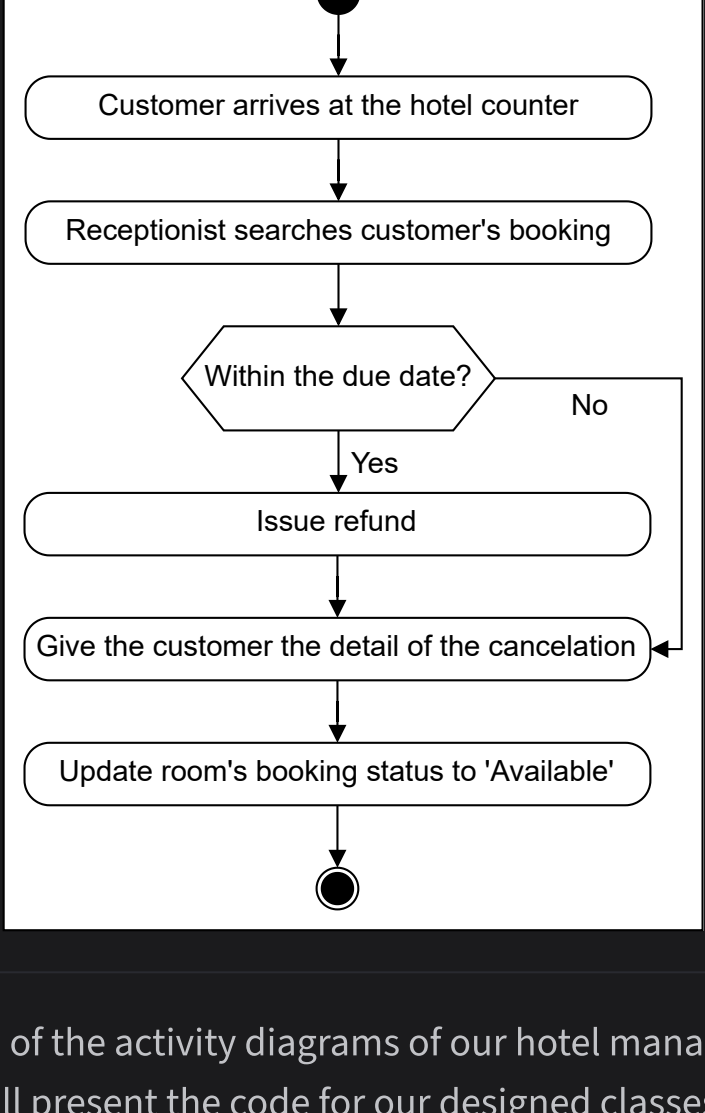 Customer arrives at the hotel counter
Receptionist searches customer's booking
Within the due date?
No
Yes
Issue refund
Give the customer the detail of the cancelation
Update room's booking status to 'Available'
of the activity diagrams of our hotel mana
ll present the code for our designed classes